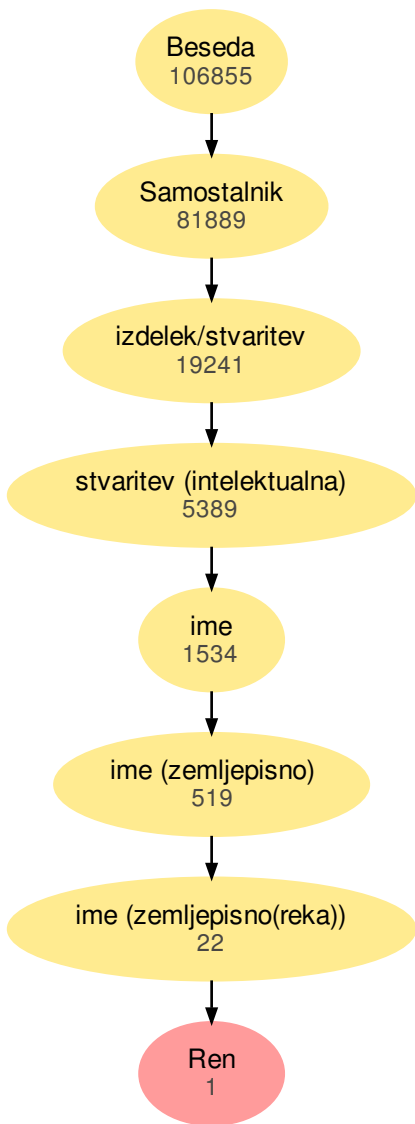 Beseda
106855
Samostalnik
81889
izdelek/stvaritev
19241
stvaritev (intelektualna)
5389
ime
1534
ime (zemljepisno)
519
ime (zemljepisno(reka))
22
Ren
1